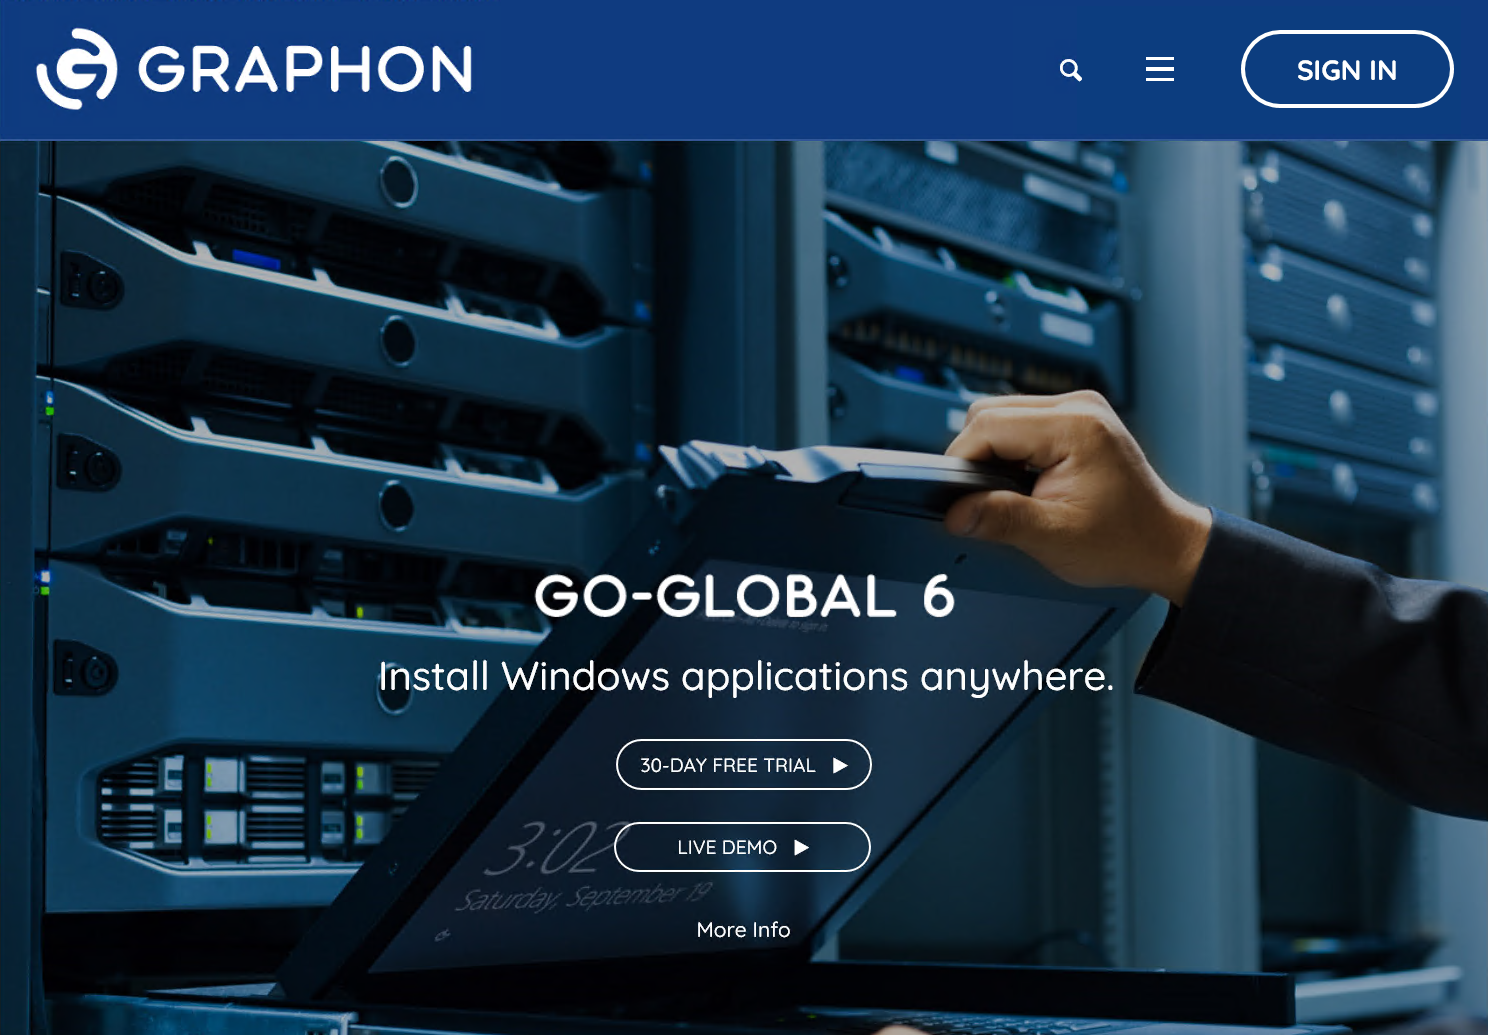 GRAPHON
SIGN IN
GO-GLOBAL 6
Install Windows applications anywhere.
30-DAY FREE TRIAL
LIVE DEMO
3:02
Saturday, September 19
More Info